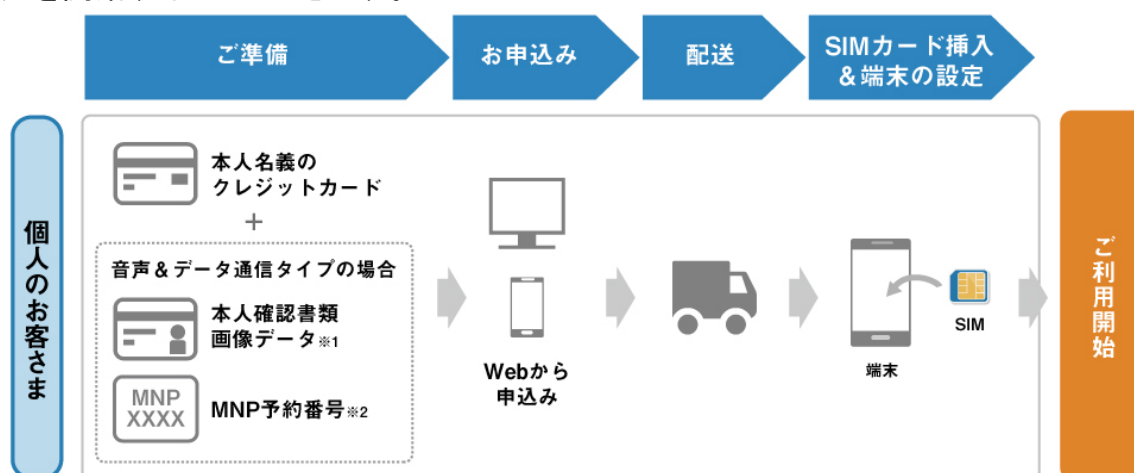 ご準備
お申込み
配送
SIMカード挿入
&端末の設定
個人のお客さま
本人名義の
クレジットカード
+
音声&データ通信タイプの場合
本人確認書類
画像データ※1
MNP
XXXX
MNP予約番号※2
Webから
申込み
端末
SIM
ご利用開始